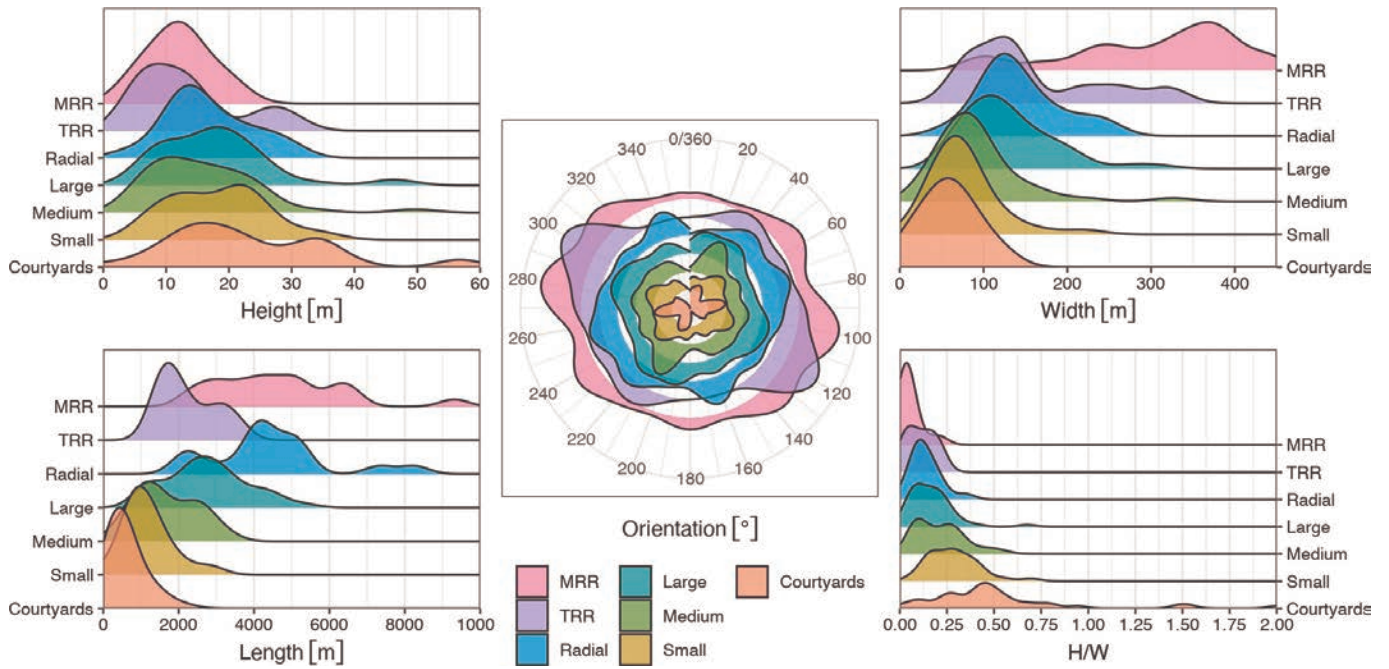 MRR
TRR
Radial
Large
Medium
Small
Courtyards
0 10 20 30 40 50 60
Height [m]
MRR
TRR
Radial
Large
Medium
Small
Courtyards
0 2000 4000 6000 8000 10000
Length [m]
0/360
20
40
60
80
100
120
140
160
180
200
220
240
260
280
300
320
340
Orientation [°]
MRR Large Courtyards
TRR Medium
Radial Small
MRR
TRR
Radial
Large
Medium
Small
Courtyards
0 100 200 300 400
Width [m]
MRR
TRR
Radial
Large
Medium
Small
Courtyards
0.00 0.25 0.50 0.75 1.00 1.25 1.50 1.75 2.00
H/W